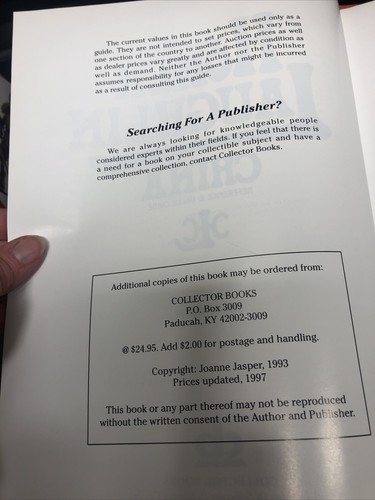 The current values in this book should be used only as a
guide. They are not intended to set prices, which vary from
one section of the country to another. Auction prices as well
as dealer prices vary greatly and are affected by condition as
well as demand. Neither the Author nor the Publisher
assumes responsibility for any losses that might be incurred
as a result of consulting this guide.
Searching For A Publisher?
We are always looking for knowledgeable people
considered experts within their fields. If you feel that there is
a need for a book on your collectible subject and have a
comprehensive collection, contact Collector Books.
Additional copies of this book may be ordered from:
COLLECTOR BOOKS
P.O. Box 3009
Paducah, KY 42002-3009
@ $24.95. Add $2.00 for postage and handling.
Copyright: Joanne Jasper, 1993
Prices updated, 1997
This book or any part thereof may not be reproduced
without the written consent of the Author and Publisher.